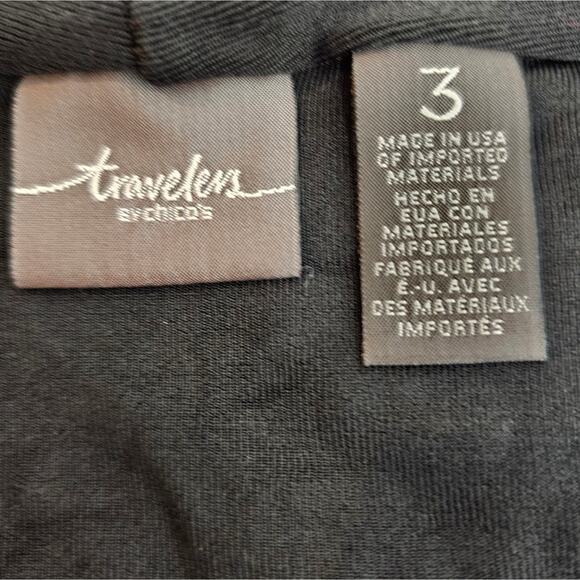 travelers
BY CHICO'S
3
MADE IN USA
OF IMPORTED
MATERIALS
HECHO EN
EUA CON
MATERIALES
IMPORTADOS
FABRIQUÉ AUX
É.-U. AVEC
DES MATÉRIAUX
IMPORTÉS